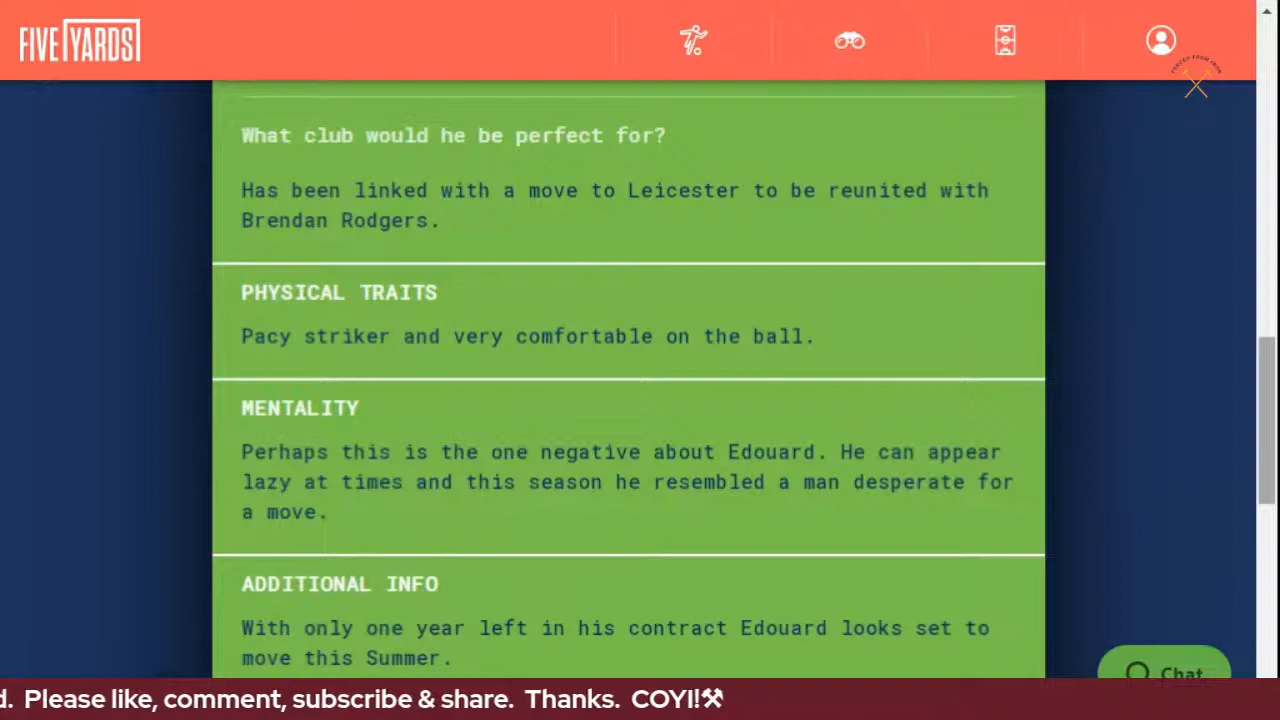 FIVE YARDS
FORGED FROM IRON
What club would he be perfect for?
Has been linked with a move to Leicester to be reunited with
Brendan Rodgers.
PHYSICAL TRAITS
Pacy striker and very comfortable on the ball.
MENTALITY
Perhaps this is the one negative about Edouard. He can appear
lazy at times and this season he resembled a man desperate for
a move.
ADDITIONAL INFO
With only one year left in his contract Edouard looks set to
move this Summer.
Chat
d. Please like, comment, subscribe & share. Thanks. COYI!⚒